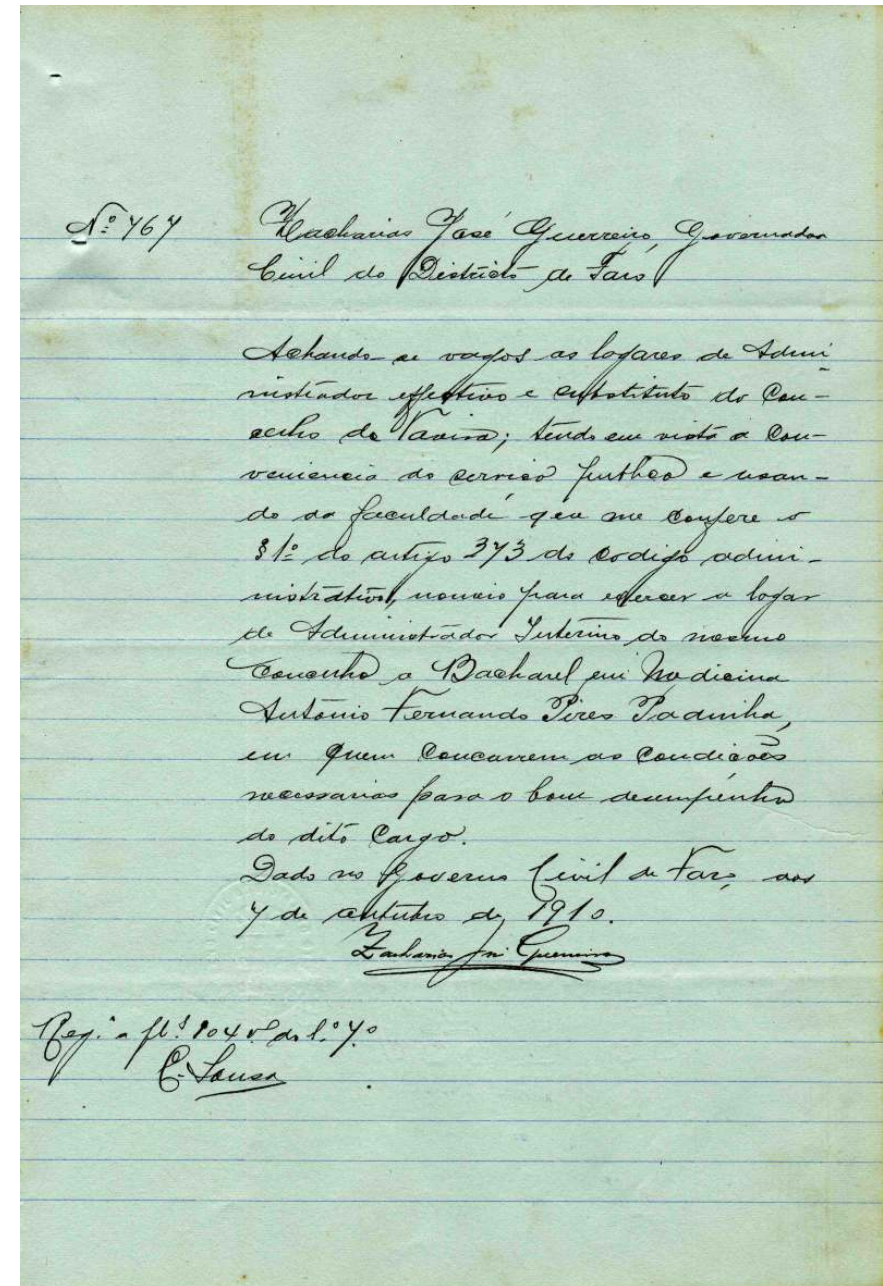 Nº 767
Zacharias José Guerreiro, Governador
Civil do Districto de Faro
Achando-se vagos os logares de Admi-
nistrador effectivo e substituto do Con-
celho de Tavira; tendo em vista a con-
veniencia do serviço publico e usan-
do da faculdade que me confere o
§ 1º do artigo 373 do codigo admi-
nistrativo, nomeio para exercer o logar
de Administrador Interino do mesmo
Concelho o Bacharel em Medicina
António Fernando Pires Padinha,
em quem concorrem as condições
necessarias para o bom desempenho
do dito cargo.
Dado no Governo Civil de Faro, aos
7 de outubro de 1910.
Zacharias José Guerreiro
Reg. a fl.s 104 vº do l.º 7.º
C. Sousa